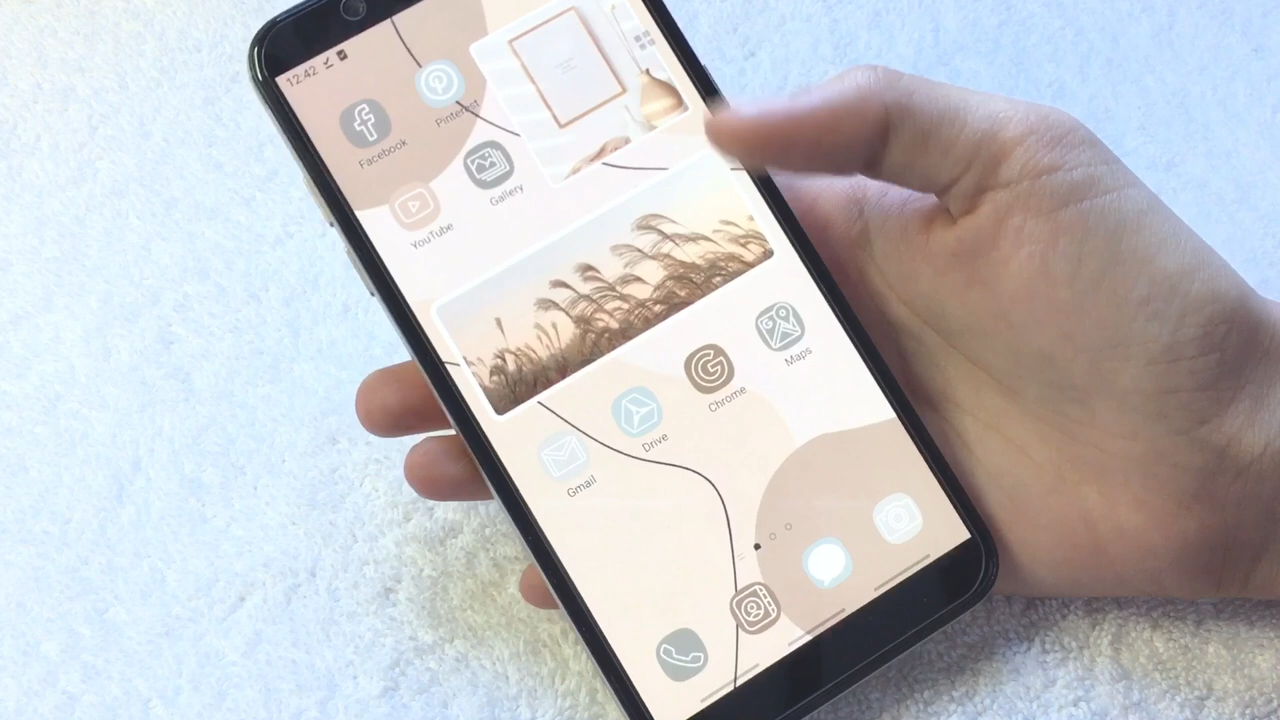 12:42
Facebook
Pinterest
YouTube
Gallery
Gmail
Drive
Chrome
Maps